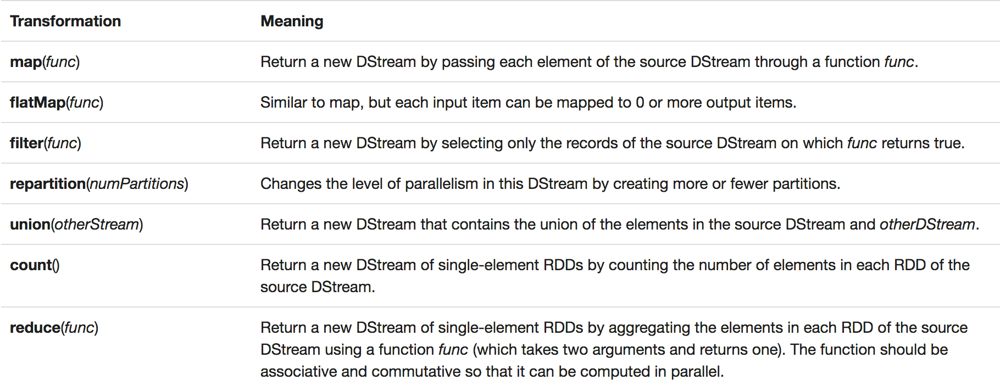 Transformation Meaning
map(func) Return a new DStream by passing each element of the source DStream through a function func.
flatMap(func) Similar to map, but each input item can be mapped to 0 or more output items.
filter(func) Return a new DStream by selecting only the records of the source DStream on which func returns true.
repartition(numPartitions) Changes the level of parallelism in this DStream by creating more or fewer partitions.
union(otherStream) Return a new DStream that contains the union of the elements in the source DStream and otherDStream.
count() Return a new DStream of single-element RDDs by counting the number of elements in each RDD of the
source DStream.
reduce(func) Return a new DStream of single-element RDDs by aggregating the elements in each RDD of the source
DStream using a function func (which takes two arguments and returns one). The function should be
associative and commutative so that it can be computed in parallel.